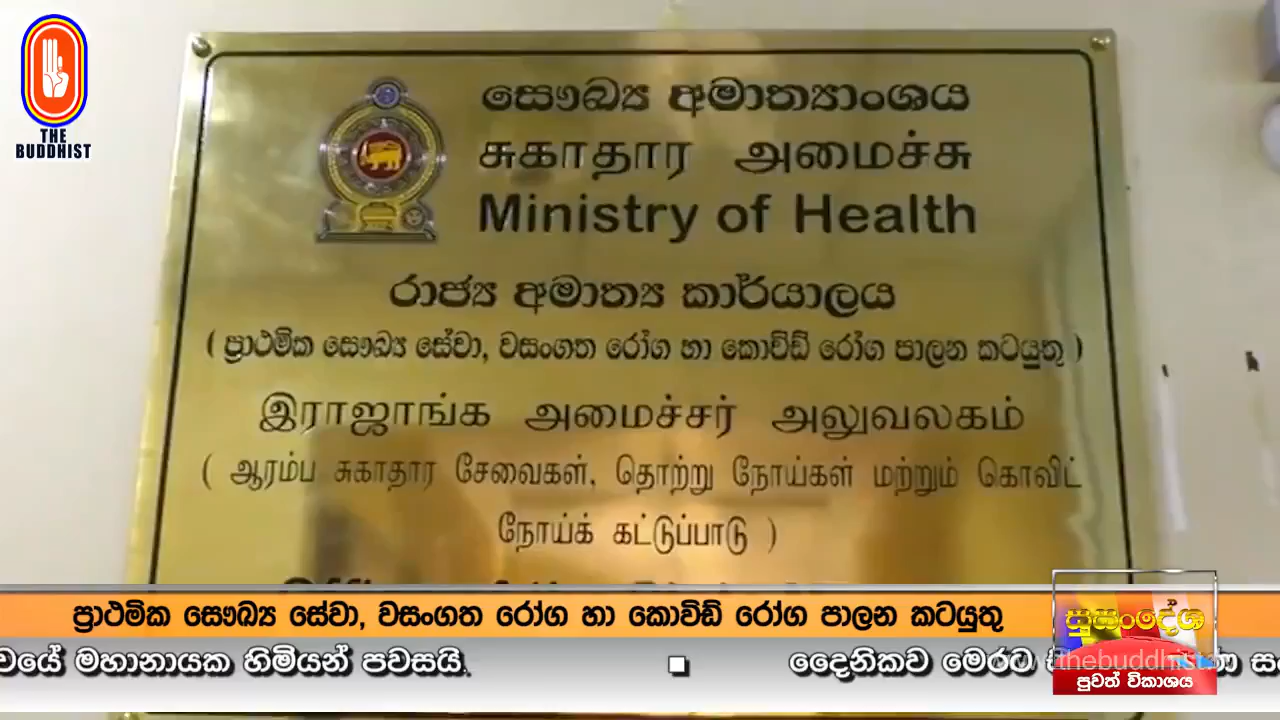 THE
BUDDHIST
සෞඛ්‍ය අමාත්‍යාංශය
சுகாதார அமைச்சு
Ministry of Health
රාජ්‍ය අමාත්‍ය කාර්යාලය
( ප්‍රාථමික සෞඛ්‍ය සේවා, වසංගත රෝග හා කොවිඩ් රෝග පාලන කටයුතු )
இராஜாங்க அமைச்சர் அலுவலகம்
( ஆரம்ப சுகாதார சேவைகள், தொற்று நோய்கள் மற்றும் கொவிட்
நோய்க் கட்டுப்பாடு )
ප්‍රාථමික සෞඛ්‍ය සේවා, වසංගත රෝග හා කොවිඩ් රෝග පාලන කටයුතු
සුසංදේශ
මහානායක හිමියන් පවසයි.
දෛනිකව මෙරට
පුවත් විකාශය